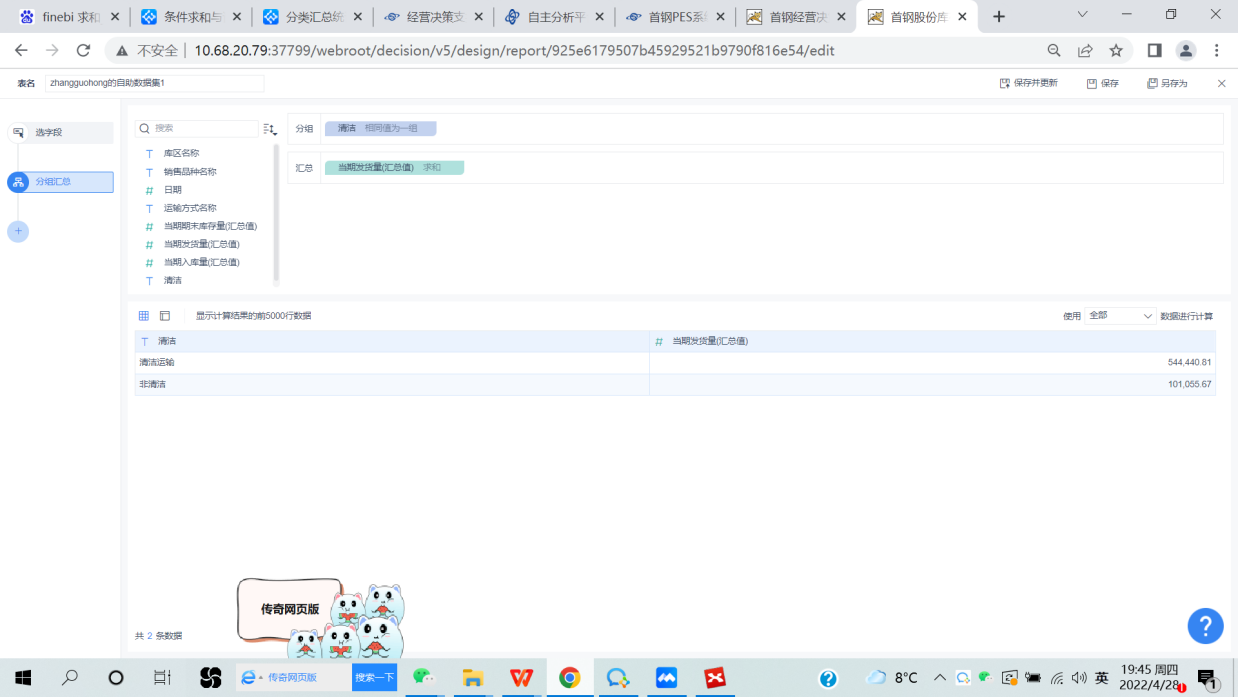 finebi 求和
条件求和与
分类汇总统
经营决策支
自主分析平
首钢PES系统
首钢经营决
首钢股份库
不安全
10.68.20.79:37799/webroot/decision/v5/design/report/925e6179507b45929521b9790f816e54/edit
表名
zhangguohong的自助数据集1
保存并更新
保存
另存为
选字段
分组汇总
搜索
库区名称
销售品种名称
日期
运输方式名称
当期期末库存量(汇总值)
当期发货量(汇总值)
当期入库量(汇总值)
清洁
分组
清洁 相同值为一组
汇总
当期发货量(汇总值) 求和
显示计算结果的前5000行数据
使用 全部 数据进行计算
T 清洁
# 当期发货量(汇总值)
清洁运输 544,440.81
非清洁 101,055.67
传奇网页版
共 2 条数据
?
传奇网页版
搜索一下
8°C
英
19:45 周四
2022/4/28
1